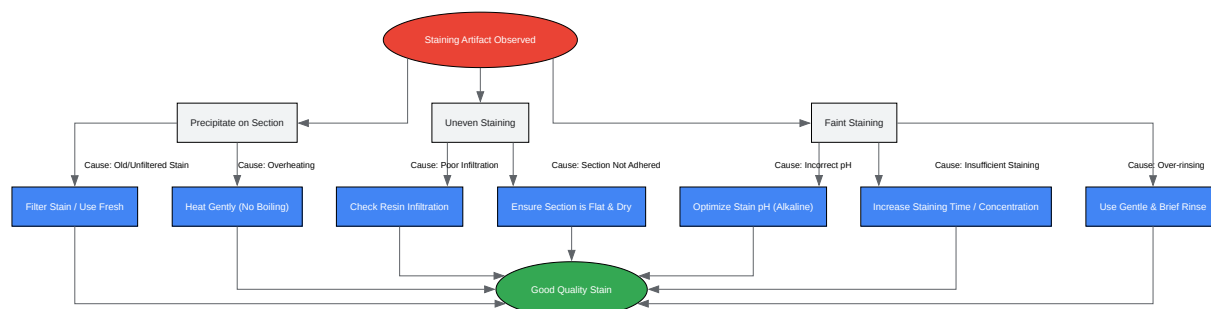 Staining Artifact Observed
Precipitate on Section
Uneven Staining
Faint Staining
Cause: Old/Unfiltered Stain
Cause: Overheating
Cause: Poor Infiltration
Cause: Section Not Adhered
Cause: Incorrect pH
Cause: Insufficient Staining
Cause: Over-rinsing
Filter Stain / Use Fresh
Heat Gently (No Boiling)
Check Resin Infiltration
Ensure Section is Flat & Dry
Optimize Stain pH (Alkaline)
Increase Staining Time / Concentration
Use Gentle & Brief Rinse
Good Quality Stain